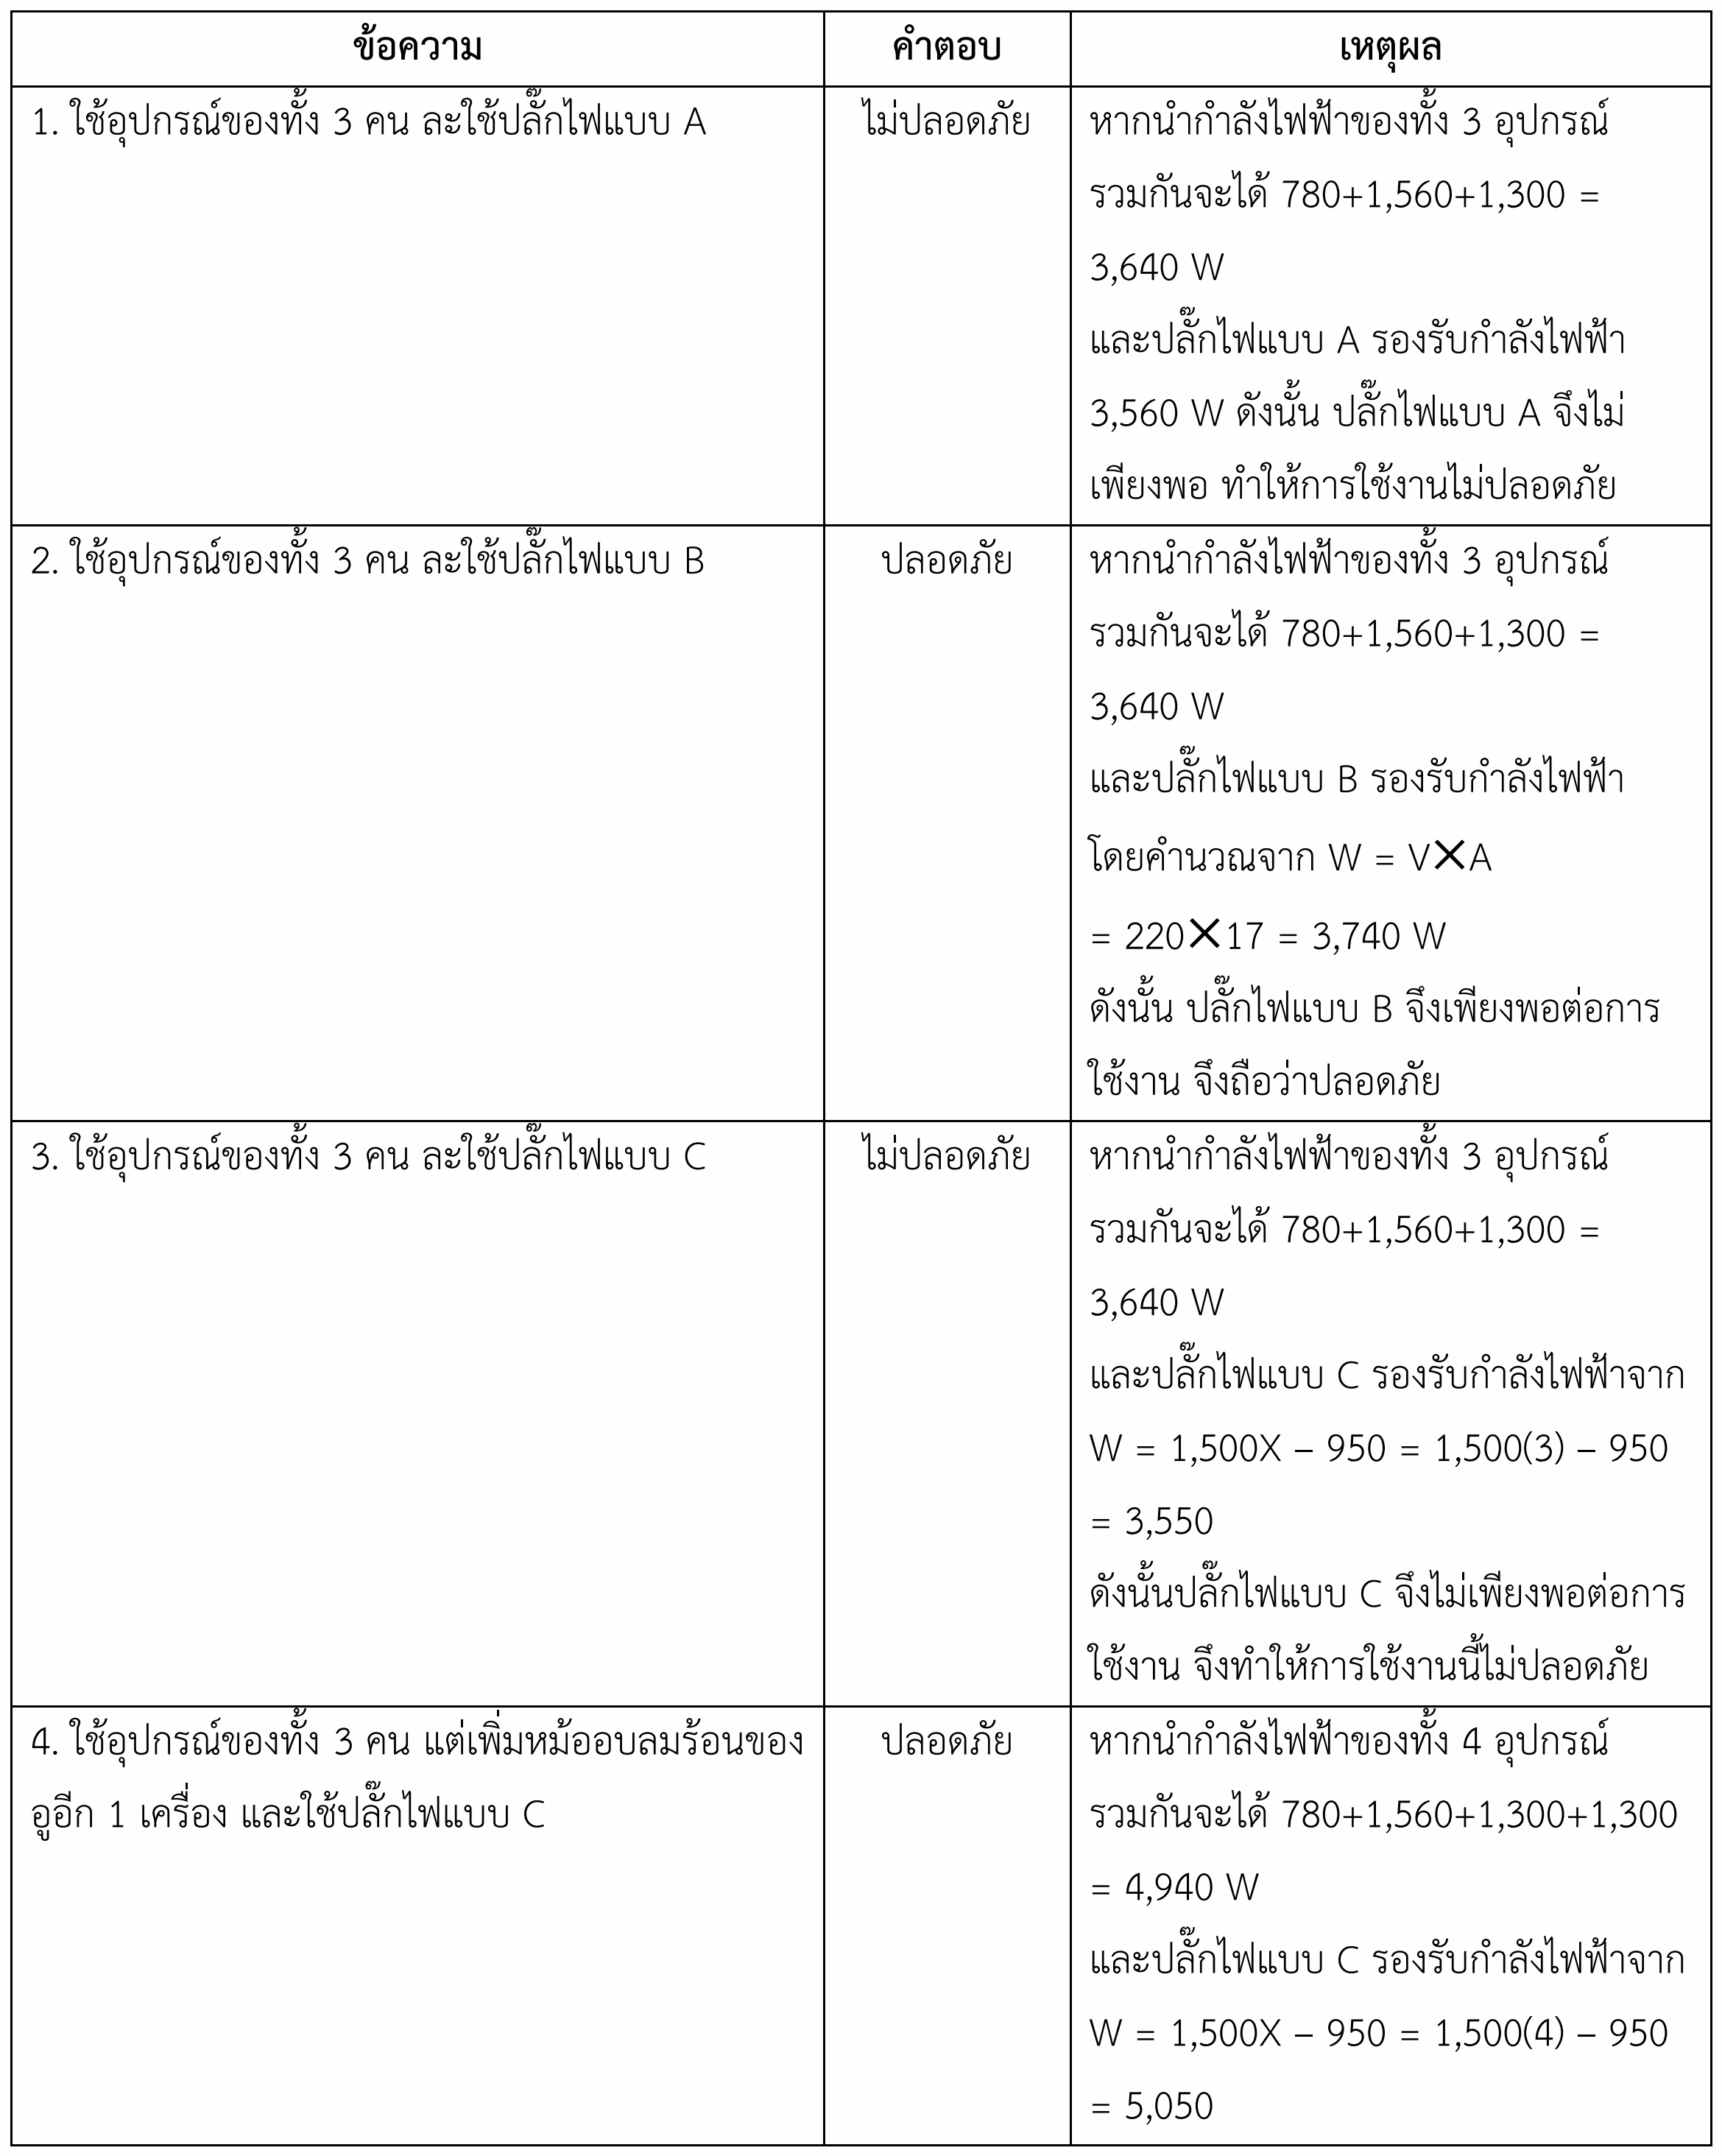 ข้อความ
คำตอบ
เหตุผล
1. ใช้อุปกรณ์ของทั้ง 3 คน ละใช้ปลั๊กไฟแบบ A
ไม่ปลอดภัย
หากนำกำลังไฟฟ้าของทั้ง 3 อุปกรณ์
รวมกันจะได้ 780+1,560+1,300 =
3,640 W
และปลั๊กไฟแบบ A รองรับกำลังไฟฟ้า
3,560 W ดังนั้น ปลั๊กไฟแบบ A จึงไม่
เพียงพอ ทำให้การใช้งานไม่ปลอดภัย
2. ใช้อุปกรณ์ของทั้ง 3 คน ละใช้ปลั๊กไฟแบบ B
ปลอดภัย
หากนำกำลังไฟฟ้าของทั้ง 3 อุปกรณ์
รวมกันจะได้ 780+1,560+1,300 =
3,640 W
และปลั๊กไฟแบบ B รองรับกำลังไฟฟ้า
โดยคำนวณจาก W = V×A
= 220×17 = 3,740 W
ดังนั้น ปลั๊กไฟแบบ B จึงเพียงพอต่อการ
ใช้งาน จึงถือว่าปลอดภัย
3. ใช้อุปกรณ์ของทั้ง 3 คน ละใช้ปลั๊กไฟแบบ C
ไม่ปลอดภัย
หากนำกำลังไฟฟ้าของทั้ง 3 อุปกรณ์
รวมกันจะได้ 780+1,560+1,300 =
3,640 W
และปลั๊กไฟแบบ C รองรับกำลังไฟฟ้าจาก
W = 1,500X – 950 = 1,500(3) – 950
= 3,550
ดังนั้นปลั๊กไฟแบบ C จึงไม่เพียงพอต่อการ
ใช้งาน จึงทำให้การใช้งานนี้ไม่ปลอดภัย
4. ใช้อุปกรณ์ของทั้ง 3 คน แต่เพิ่มหม้ออบลมร้อนของ
อูอีก 1 เครื่อง และใช้ปลั๊กไฟแบบ C
ปลอดภัย
หากนำกำลังไฟฟ้าของทั้ง 4 อุปกรณ์
รวมกันจะได้ 780+1,560+1,300+1,300
= 4,940 W
และปลั๊กไฟแบบ C รองรับกำลังไฟฟ้าจาก
W = 1,500X – 950 = 1,500(4) – 950
= 5,050